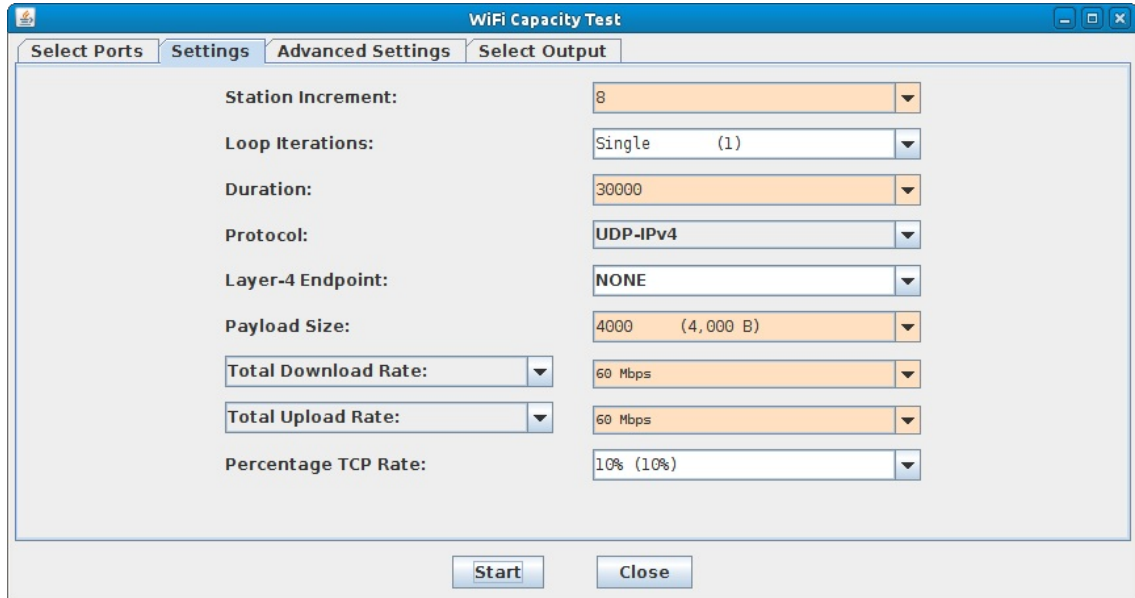 WiFi Capacity Test
Select Ports Settings Advanced Settings Select Output
Station Increment: 8
Loop Iterations: Single (1)
Duration: 30000
Protocol: UDP-IPv4
Layer-4 Endpoint: NONE
Payload Size: 4000 (4,000 B)
Total Download Rate: 60 Mbps
Total Upload Rate: 60 Mbps
Percentage TCP Rate: 10% (10%)
Start Close